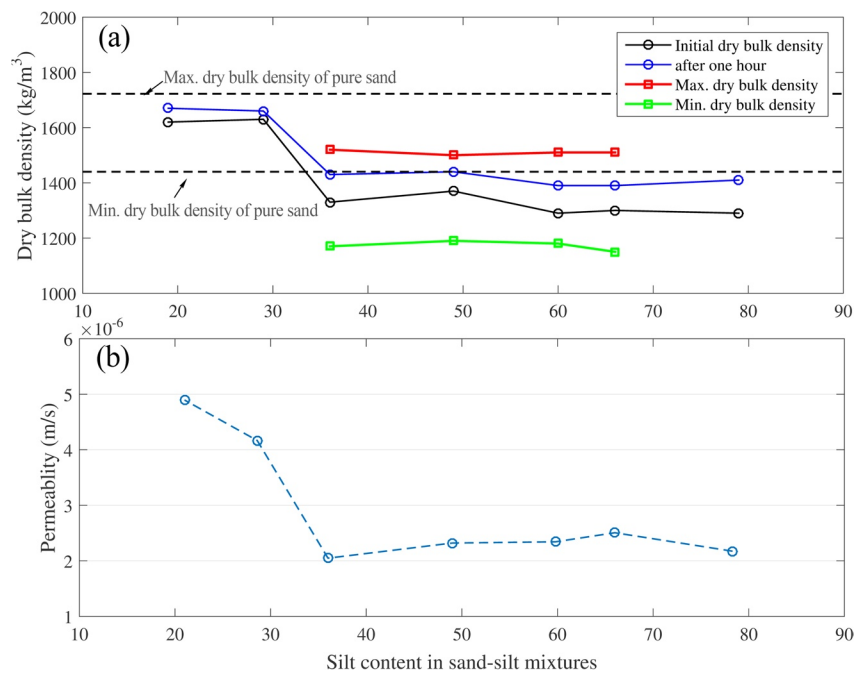 2000
(a)
Initial dry bulk density
after one hour
Max. dry bulk density
Min. dry bulk density
1800
Max. dry bulk density of pure sand
1600
1400
Min. dry bulk density of pure sand
1200
1000
Dry bulk density (kg/m³)
10 20 30 40 50 60 70 80 90
×10⁻⁶
6
(b)
5
4
3
2
1
Permeablity (m/s)
10 20 30 40 50 60 70 80 90
Silt content in sand-silt mixtures